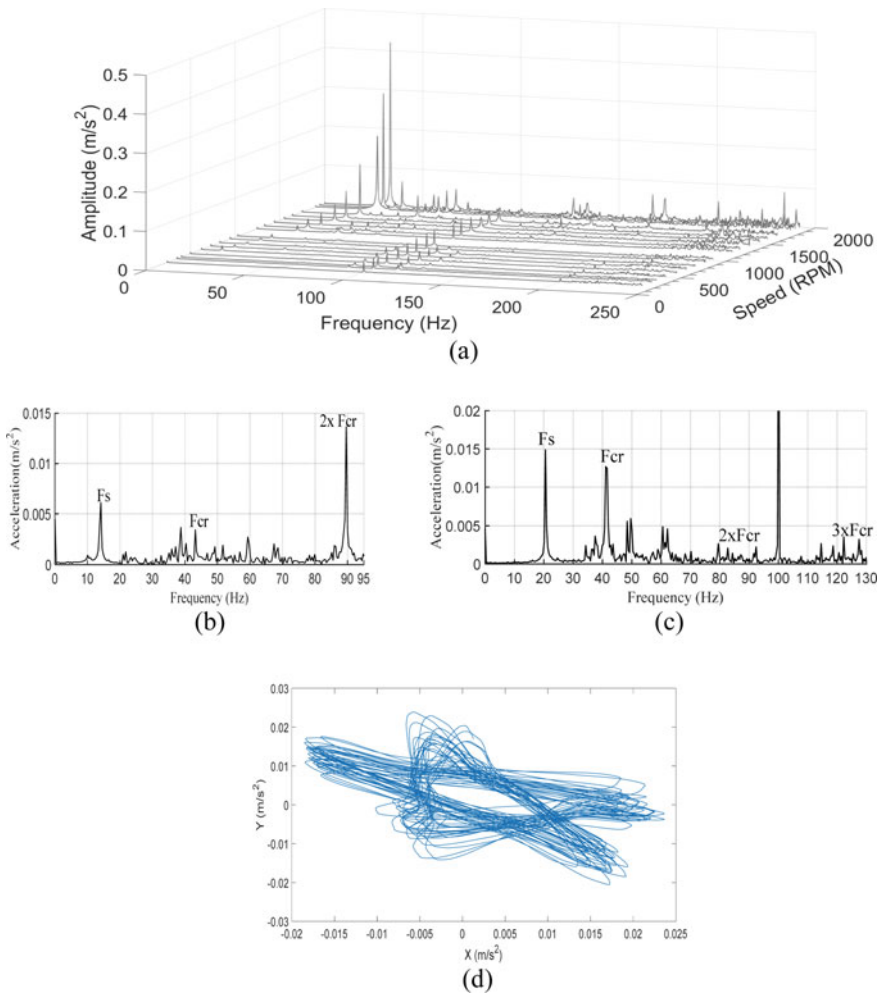 0.5
0.4
0.3
0.2
0.1
0
Amplitude (m/s²)
0
50
100
150
200
250
Frequency (Hz)
0
500
1000
1500
2000
Speed (RPM)
(a)
0.015
0.01
0.005
0
Acceleration(m/s²)
Fs
Fcr
2x Fcr
0 10 20 30 40 50 60 70 80 90 95
Frequency (Hz)
(b)
0.02
0.015
0.01
0.005
0
Acceleration(m/s²)
Fs
Fcr
2xFcr
3xFcr
0 10 20 30 40 50 60 70 80 90 100 110 120 130
Frequency (Hz)
(c)
0.03
0.02
0.01
0
-0.01
-0.02
-0.03
Y (m/s²)
-0.02 -0.015 -0.01 -0.005 0 0.005 0.01 0.015 0.02 0.025
X (m/s²)
(d)